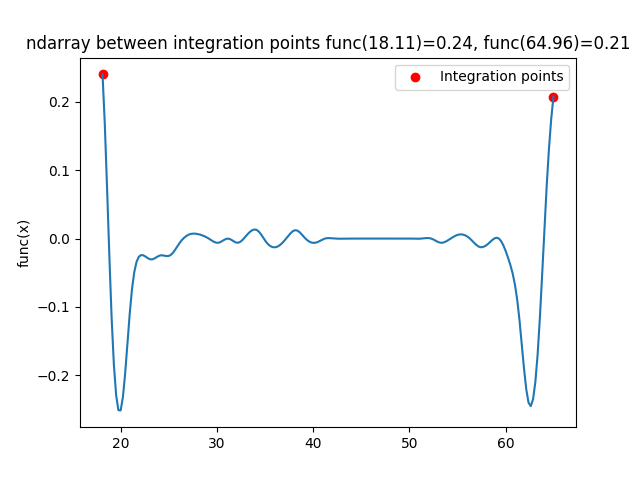 ndarray between integration points func(18.11)=0.24, func(64.96)=0.21
Integration points
func(x)
0.2
0.1
0.0
−0.1
−0.2
20 30 40 50 60